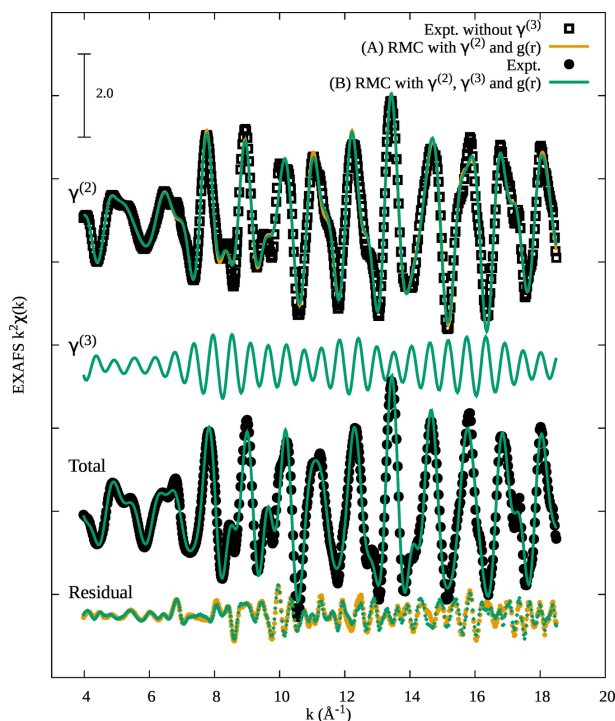 Expt. without γ(3)
(A) RMC with γ(2) and g(r)
Expt.
(B) RMC with γ(2), γ(3) and g(r)
2.0
γ(2)
γ(3)
Total
Residual
EXAFS k2χ(k)
4 6 8 10 12 14 16 18 20
k (Å-1)